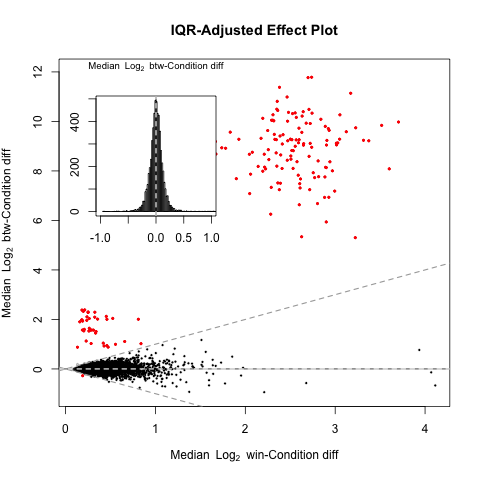 IQR-Adjusted Effect Plot
Median Log2 btw-Condition diff
12
10
8
6
4
2
0
Median Log2 btw-Condition diff
400
200
0
-1.0 0.0 0.5 1.0
0 1 2 3 4
Median Log2 win-Condition diff